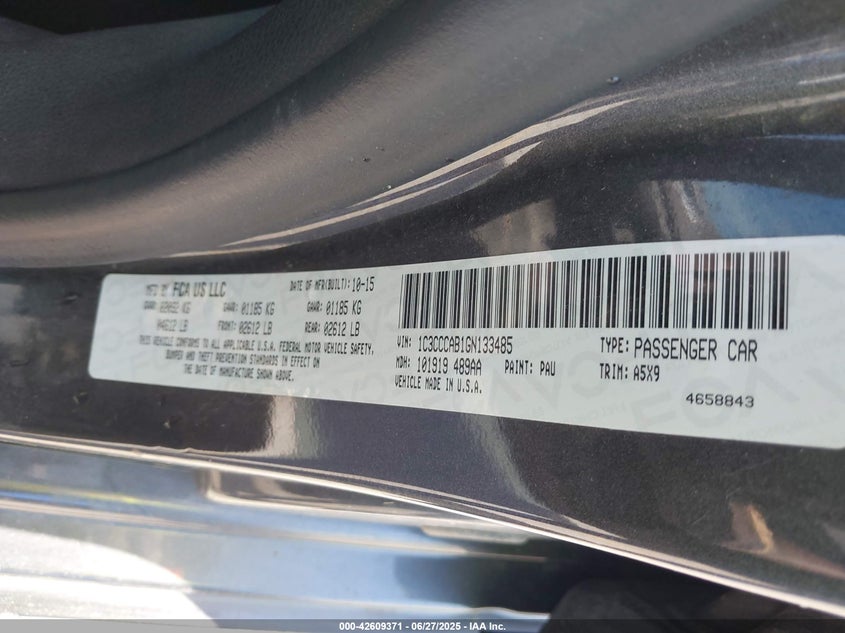 MFD BY FCA US LLC
DATE OF MFR(BUILT): 10-15
GAWR: 01185 KG
GAWR: 01185 KG
04612 LB
FRONT: 02612 LB
REAR: 02612 LB
THIS VEHICLE CONFORMS TO ALL APPLICABLE U.S.A. FEDERAL MOTOR VEHICLE SAFETY,
BUMPER AND THEFT PREVENTION STANDARDS IN EFFECT ON THE
DATE OF MANUFACTURE SHOWN ABOVE.
VIN: 1C3CCCAB1GN133485
TYPE: PASSENGER CAR
MDH: 101919 489AA
PAINT: PAU
TRIM: A5X9
VEHICLE MADE IN U.S.A.
4658843
000-42609371 - 06/27/2025 - IAA Inc.